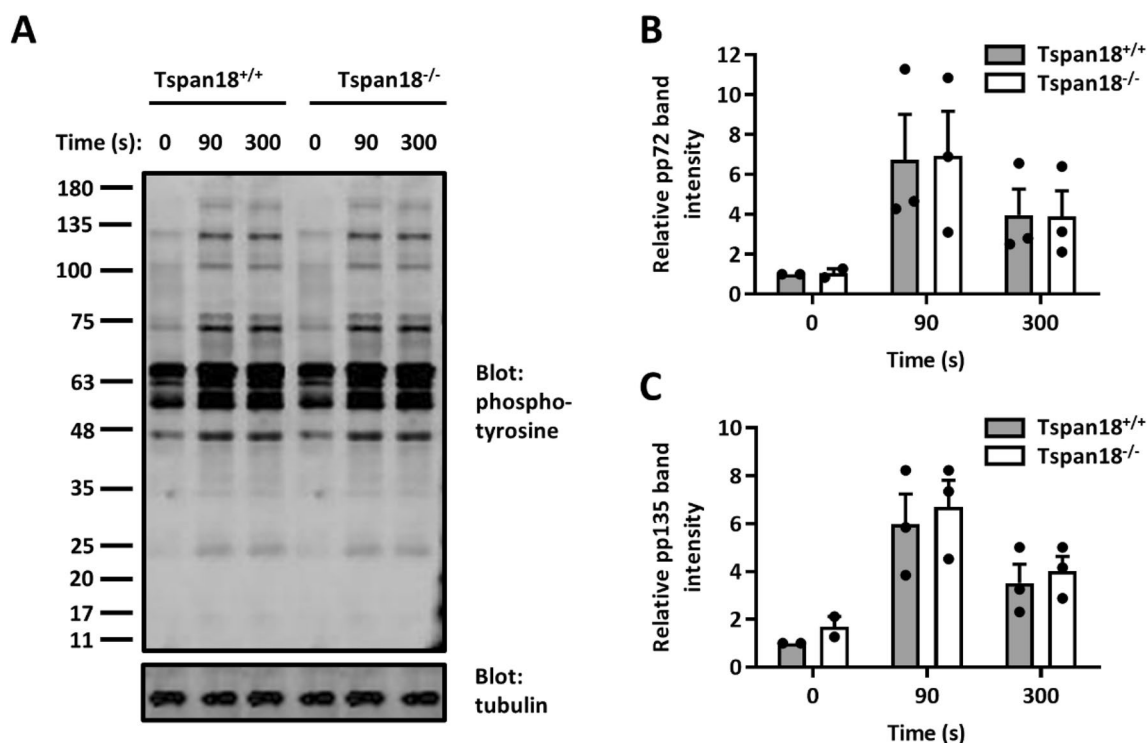 A
Tspan18+/+ Tspan18-/-
Time (s): 0 90 300 0 90 300
180
135
100
75
63
48
35
25
20
17
11
Blot:
phospho-
tyrosine
Blot:
tubulin
B
Relative pp72 band
intensity
12
10
8
6
4
2
0
Tspan18+/+
Tspan18-/-
0 90 300
Time (s)
C
Relative pp135 band
intensity
10
8
6
4
2
0
Tspan18+/+
Tspan18-/-
0 90 300
Time (s)